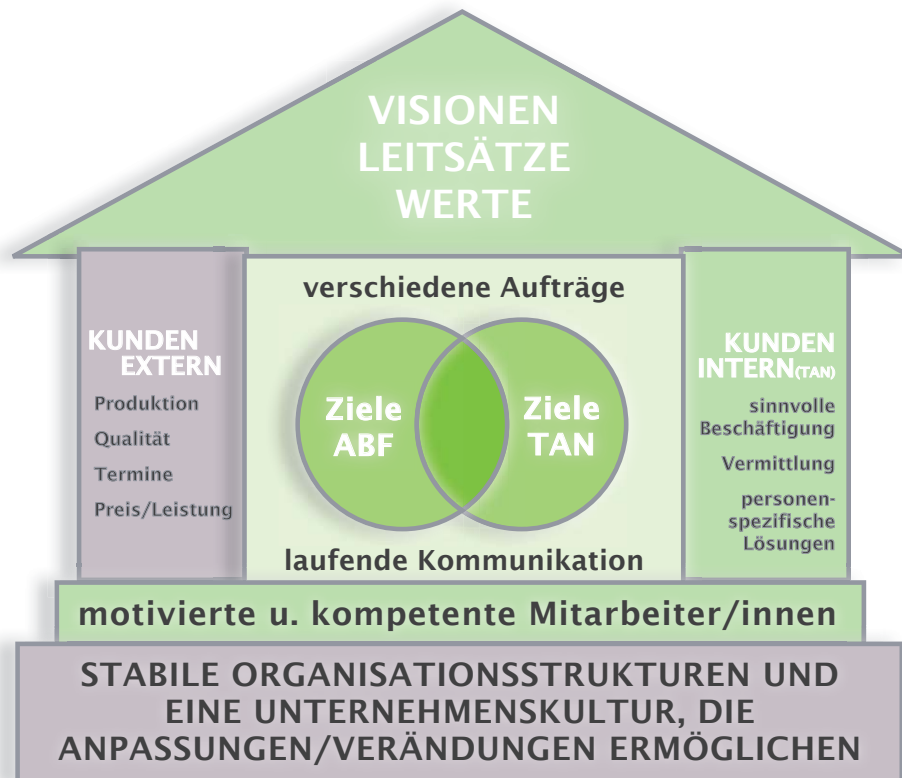 VISIONEN
LEITSÄTZE
WERTE
KUNDEN
EXTERN
Produktion
Qualität
Termine
Preis/Leistung
verschiedene Aufträge
Ziele
ABF
Ziele
TAN
laufende Kommunikation
KUNDEN
INTERN(TAN)
sinnvolle
Beschäftigung
Vermittlung
personen-
spezifische
Lösungen
motivierte u. kompetente Mitarbeiter/innen
STABILE ORGANISATIONSSTRUKTUREN UND
EINE UNTERNEHMENSKULTUR, DIE
ANPASSUNGEN/VERÄNDUNGEN ERMÖGLICHEN